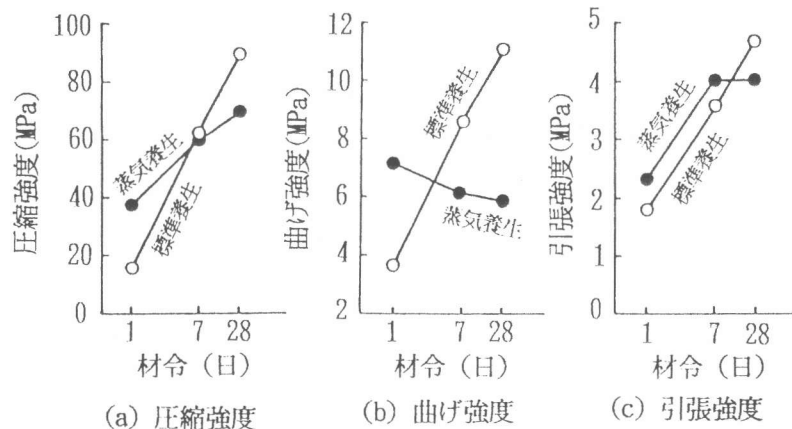 圧縮強度(MPa)
100
80
60
40
20
0
蒸気養生
標準養生
1 7 28
材令（日）
(a) 圧縮強度
曲げ強度(MPa)
12
10
8
6
4
2
標準養生
蒸気養生
1 7 28
材令（日）
(b) 曲げ強度
引張強度(MPa)
5
4
3
2
1
0
蒸気養生
標準養生
1 7 28
材令（日）
(c) 引張強度